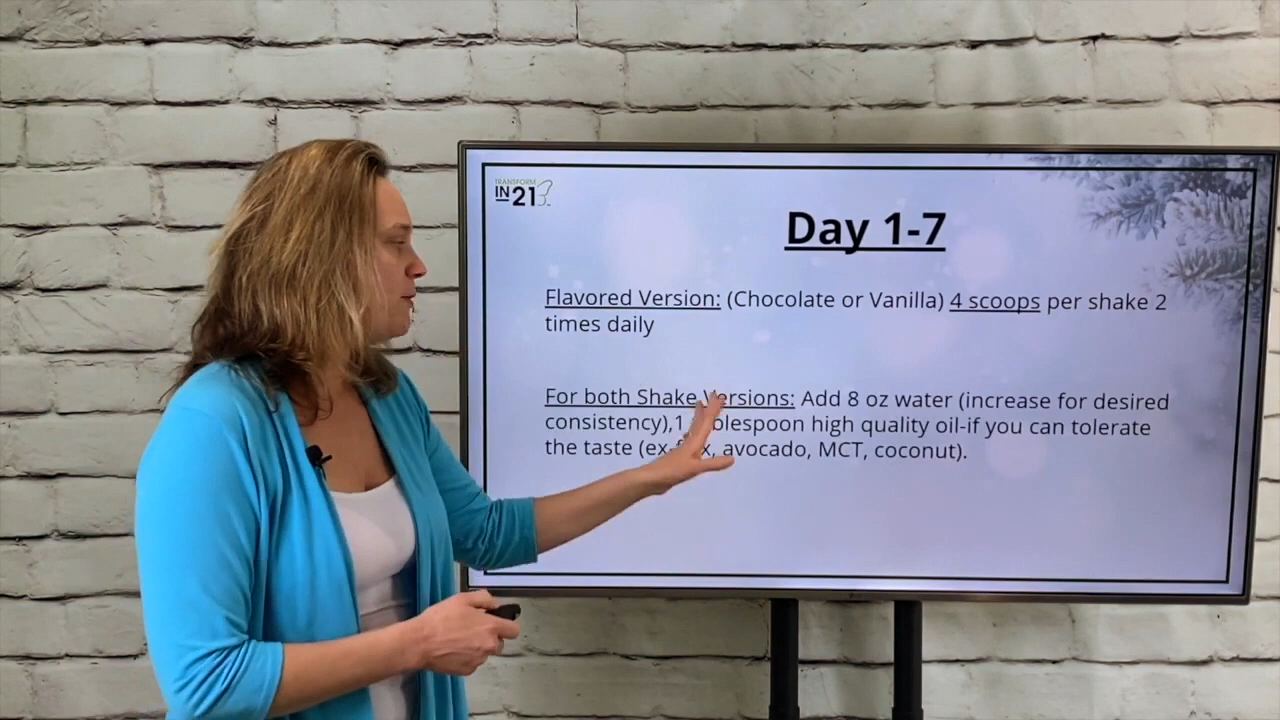 TRANSFORM
IN 21
Day 1-7
Flavored Version: (Chocolate or Vanilla) 4 scoops per shake 2
times daily
For both Shake Versions: Add 8 oz water (increase for desired
consistency),1 blespoon high quality oil-if you can tolerate
the taste (ex- x, avocado, MCT, coconut).